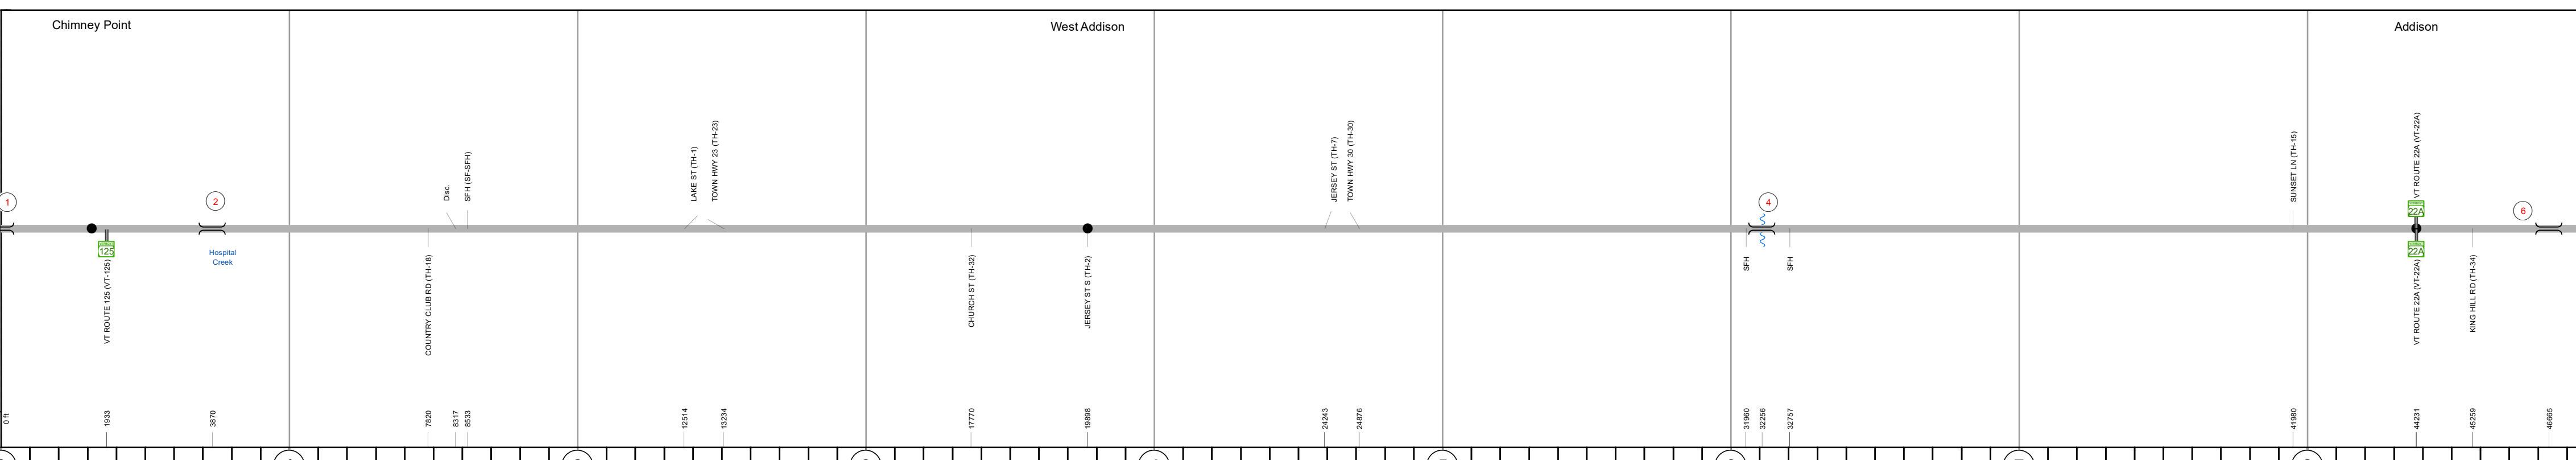 Chimney Point
West Addison
Addison
Disc.
SFH (SF-SFH)
LAKE ST (TH-1)
TOWN HWY 23 (TH-23)
JERSEY ST (TH-7)
TOWN HWY 30 (TH-30)
SUNSET LN (TH-15)
VT ROUTE 22A (VT-22A)
1
2
4
22A
6
125
22A
Hospital
Creek
VT ROUTE 125 (VT-125)
COUNTRY CLUB RD (TH-18)
CHURCH ST (TH-32)
JERSEY ST S (TH-2)
SFH
SFH
VT ROUTE 22A (VT-22A)
KING HILL RD (TH-34)
0 ft
1933
3870
7820
8317
8533
12514
13234
17770
19898
24243
24876
31960
32256
32757
41980
44231
45259
46665